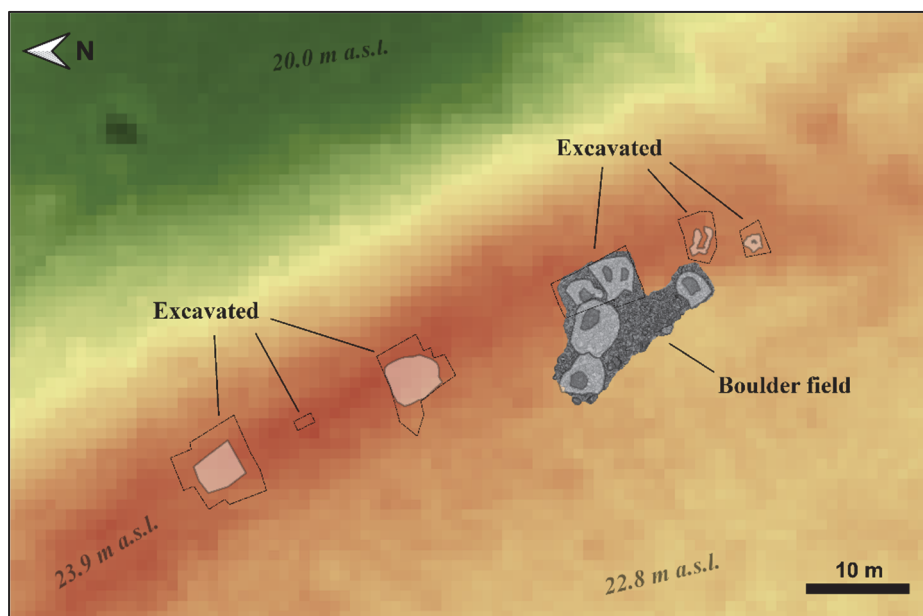 N
20.0 m a.s.l.
Excavated
Excavated
Boulder field
23.9 m a.s.l.
22.8 m a.s.l.
10 m